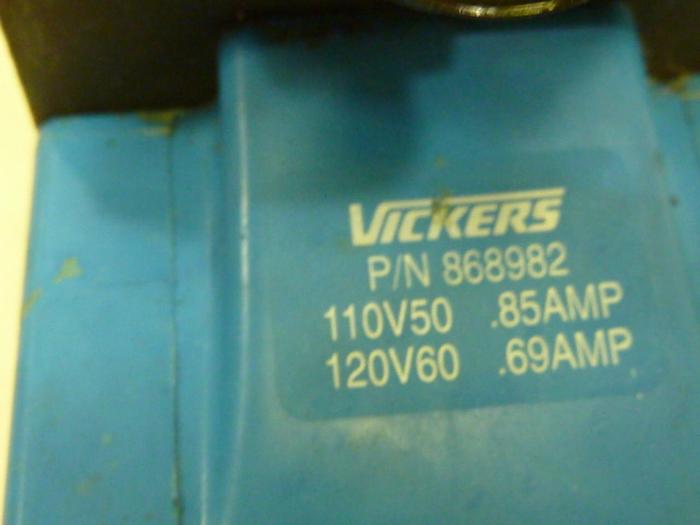 VICKERS
P/N 868982
110V50 .85AMP
120V60 .69AMP